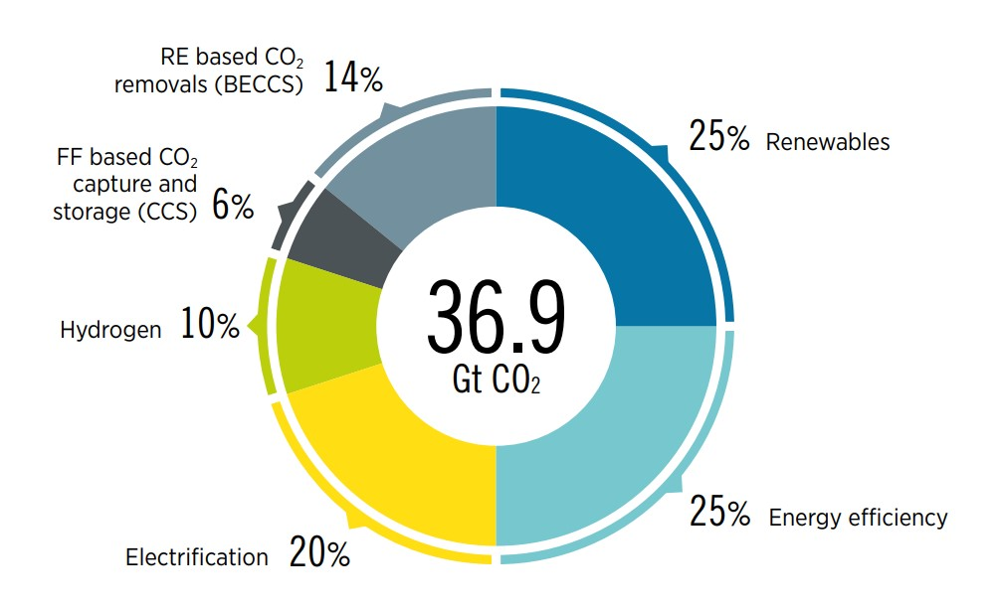 RE based CO₂
removals (BECCS) 14%
25% Renewables
FF based CO₂
capture and
storage (CCS) 6%
36.9
Gt CO₂
Hydrogen 10%
25% Energy efficiency
Electrification 20%